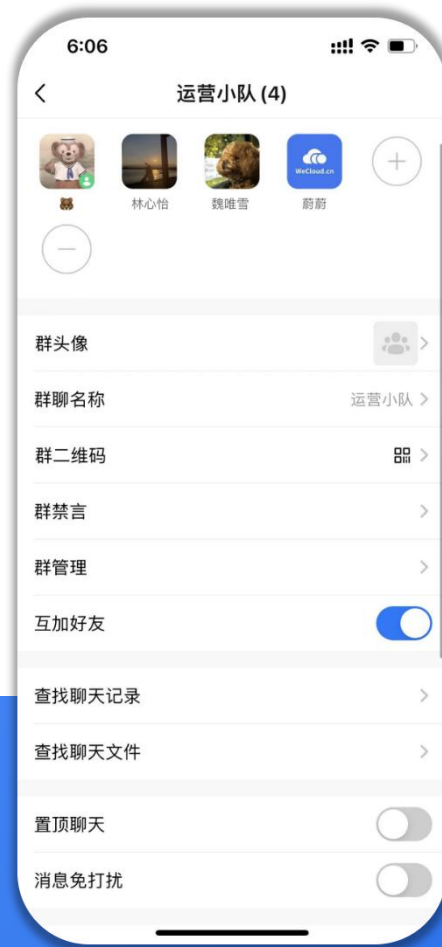 6:06
运营小队 (4)
WeCloud.cn
🐻 林心怡 魏唯雪 蔚蔚
群头像
群聊名称 运营小队
群二维码
群禁言
群管理
互加好友
查找聊天记录
查找聊天文件
置顶聊天
消息免打扰